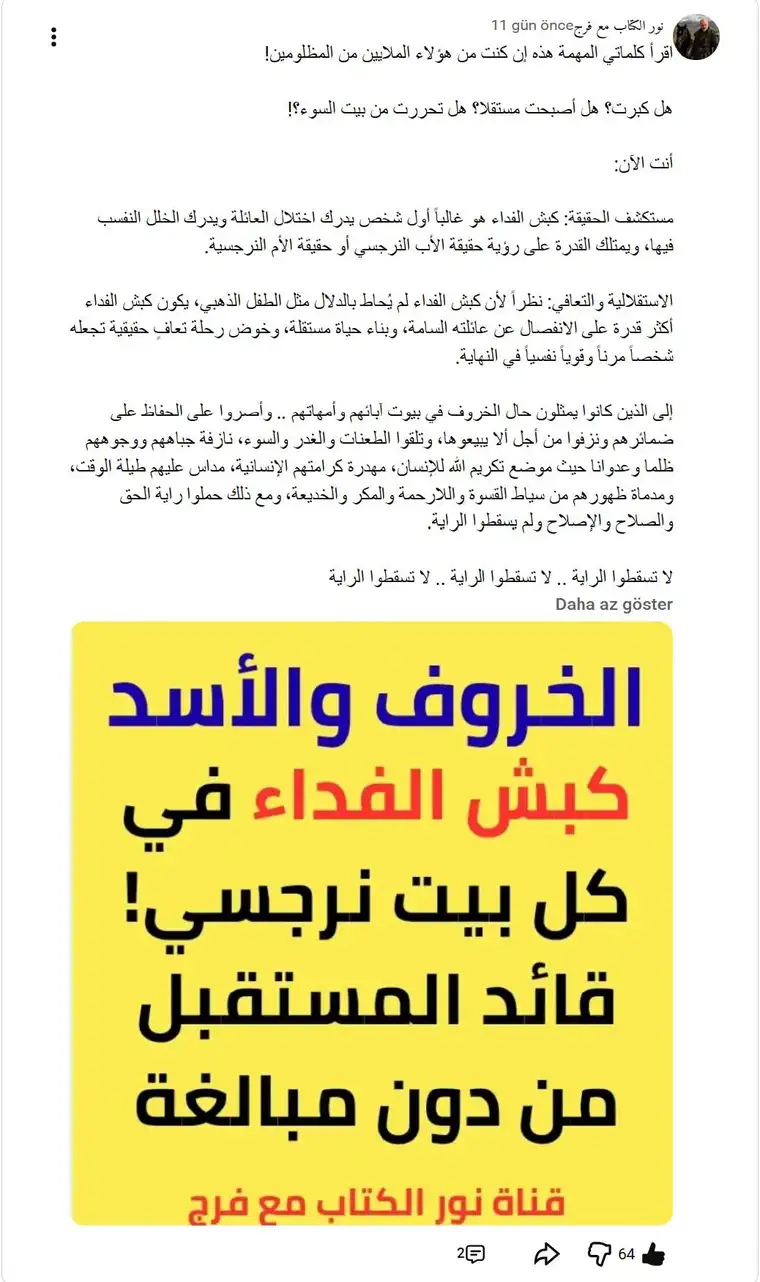 نور الكتاب مع فرج 11 gün önce
اقرأ كلماتي المهمة هذه إن كنت من هؤلاء الملايين من المظلومين!
هل كبرت؟ هل أصبحت مستقلا؟ هل تحررت من بيت السوء؟!
أنت الآن:
مستكشف الحقيقة: كبش الفداء هو غالباً أول شخص يدرك اختلال العائلة ويدرك الخلل النفسب
فيها، ويمتلك القدرة على رؤية حقيقة الأب النرجسي أو حقيقة الأم النرجسية.
الاستقلالية والتعافي: نظراً لأن كبش الفداء لم يُحاط بالدلال مثل الطفل الذهبي، يكون كبش الفداء
أكثر قدرة على الانفصال عن عائلته السامة، وبناء حياة مستقلة، وخوض رحلة تعافٍ حقيقية تجعله
شخصاً مرناً وقوياً نفسياً في النهاية.
إلى الذين كانوا يمثلون حال الخروف في بيوت آبائهم وأمهاتهم .. وأصروا على الحفاظ على
ضمائرهم ونزفوا من أجل ألا يبيعوها، وتلقوا الطعنات والغدر والسوء، نازفة جباههم ووجوههم
ظلما وعدوانا حيث موضع تكريم الله للإنسان، مهدرة كرامتهم الإنسانية، مداس عليهم طيلة الوقت،
ومدماة ظهورهم من سياط القسوة واللارحمة والمكر والخديعة، ومع ذلك حملوا راية الحق
والصلاح والإصلاح ولم يسقطوا الراية.
لا تسقطوا الراية .. لا تسقطوا الراية .. لا تسقطوا الراية
Daha az göster
الخروف والأسد
كبش الفداء في
كل بيت نرجسي!
قائد المستقبل
من دون مبالغة
قناة نور الكتاب مع فرج
64
2